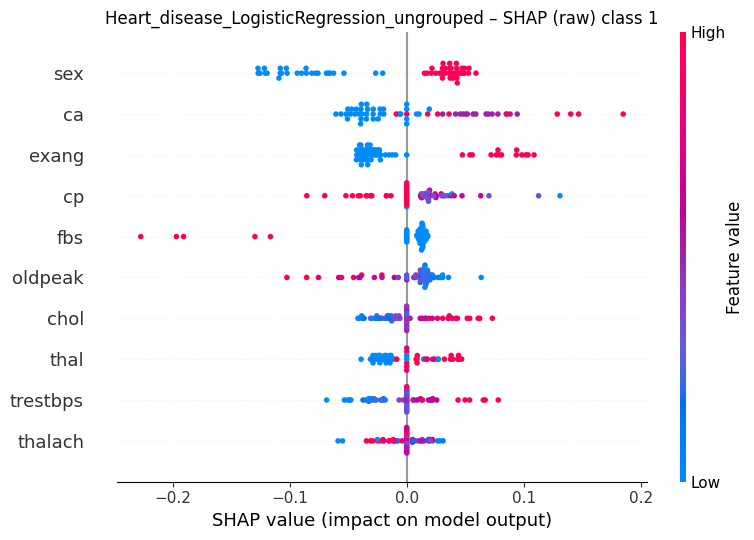 Heart_disease_LogisticRegression_ungrouped – SHAP (raw) class 1
High
sex
ca
exang
cp
fbs
oldpeak
chol
thal
trestbps
thalach
Feature value
Low
−0.2 −0.1 0.0 0.1 0.2
SHAP value (impact on model output)